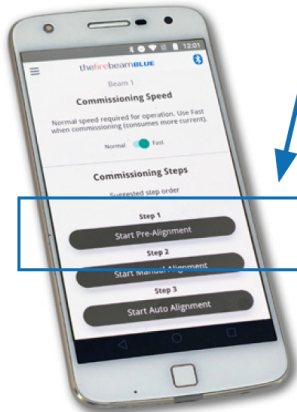 12:01
thefirebeamBLUE
Beam 1
Commissioning Speed
Normal speed required for operation. Use Fast
when commissioning (consumes more current).
Normal Fast
Commissioning Steps
Suggested step order
Step 1
Start Pre-Alignment
Step 2
Start Manual Alignment
Step 3
Start Auto Alignment